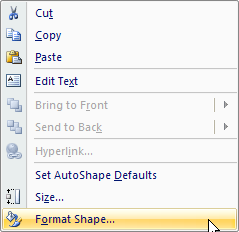 Cut
Copy
Paste
Edit Text
Bring to Front
Send to Back
Hyperlink...
Set AutoShape Defaults
Size...
Format Shape...